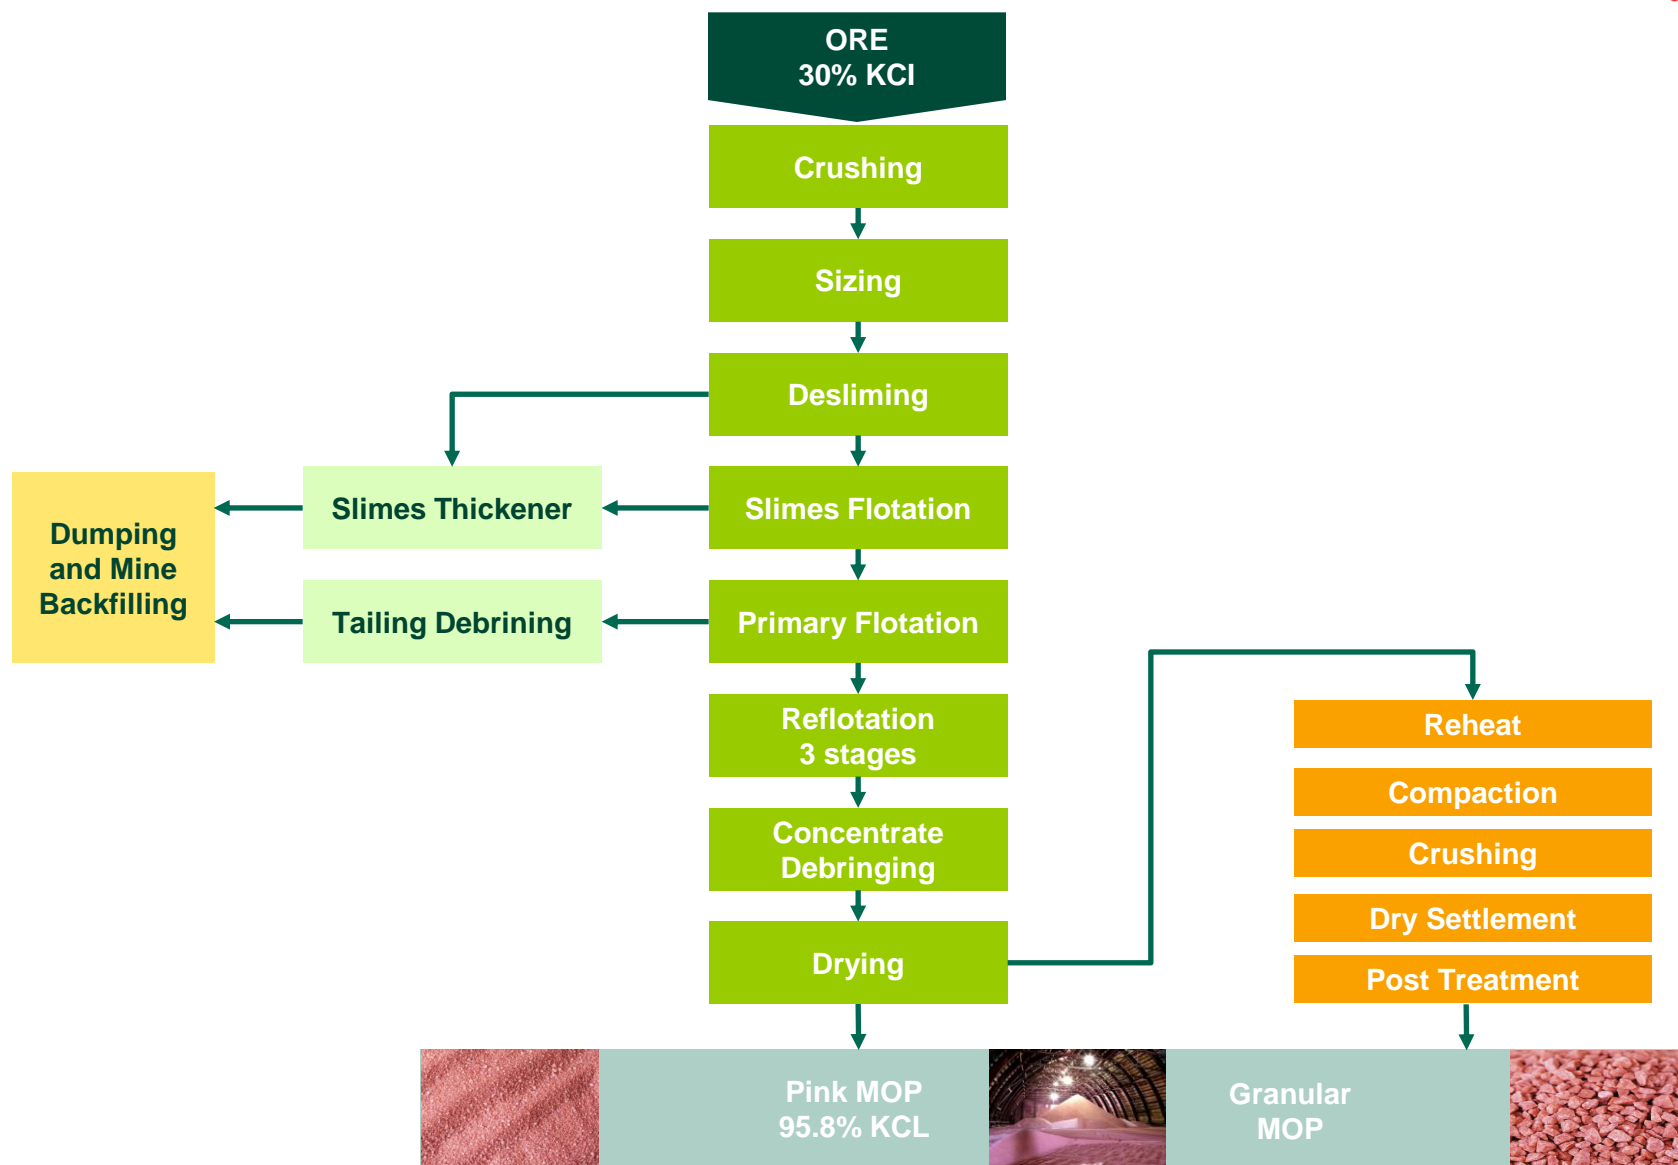 ORE
30% KCl
Crushing
Sizing
Desliming
Slimes Thickener
Slimes Flotation
Dumping
and Mine
Backfilling
Tailing Debrining
Primary Flotation
Reflotation
3 stages
Concentrate
Debringing
Drying
Reheat
Compaction
Crushing
Dry Settlement
Post Treatment
Pink MOP
95.8% KCL
Granular
MOP